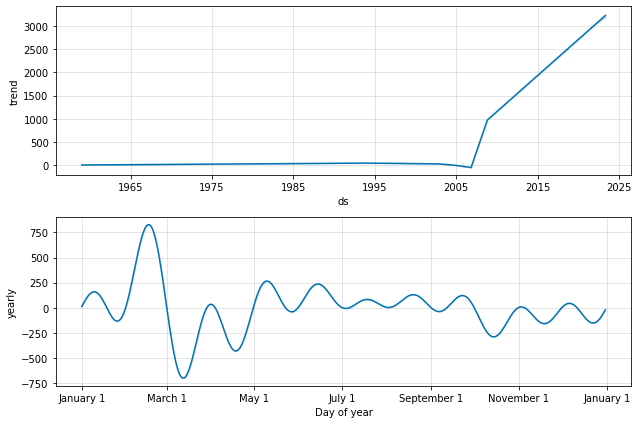 3000
2500
2000
1500
1000
500
0
trend
1965
1975
1985
1995
2005
2015
2025
ds
750
500
250
0
−250
−500
−750
yearly
January 1
March 1
May 1
July 1
September 1
November 1
January 1
Day of year